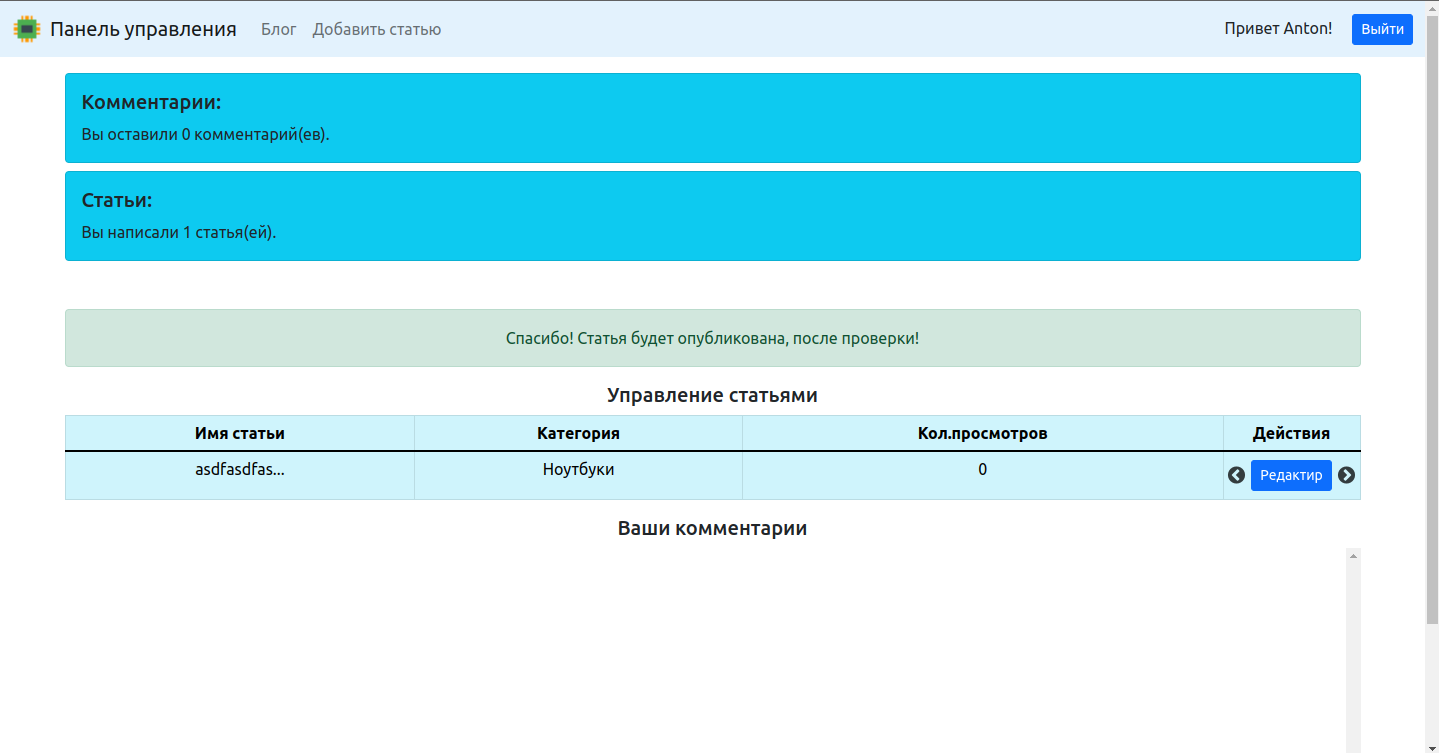 Панель управления Блог Добавить статью Привет Anton! Выйти
Комментарии:
Вы оставили 0 комментарий(ев).
Статьи:
Вы написали 1 статья(ей).
Спасибо! Статья будет опубликована, после проверки!
Управление статьями
Имя статьи Категория Кол.просмотров Действия
asdfasdfas... Ноутбуки 0 Редактир
Ваши комментарии